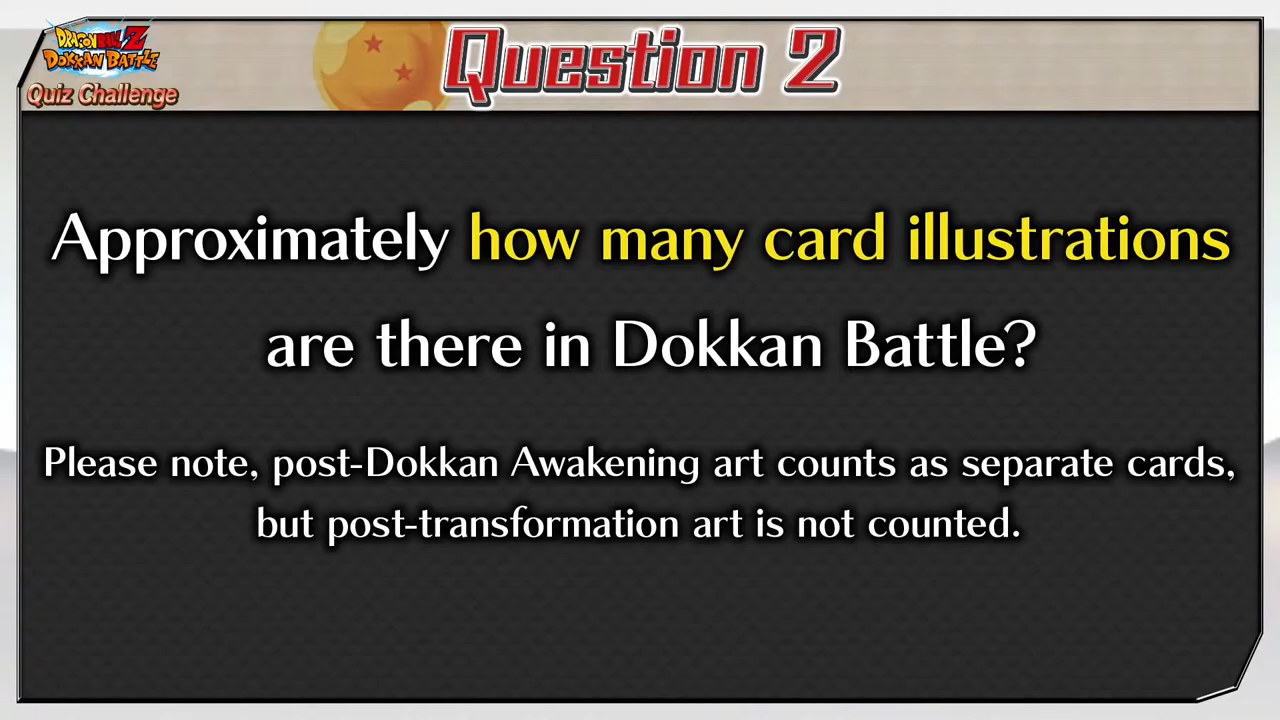 DRAGON BALL Z
DOKKAN BATTLE
Quiz Challenge
Question 2
Approximately how many card illustrations
are there in Dokkan Battle?
Please note, post-Dokkan Awakening art counts as separate cards,
but post-transformation art is not counted.